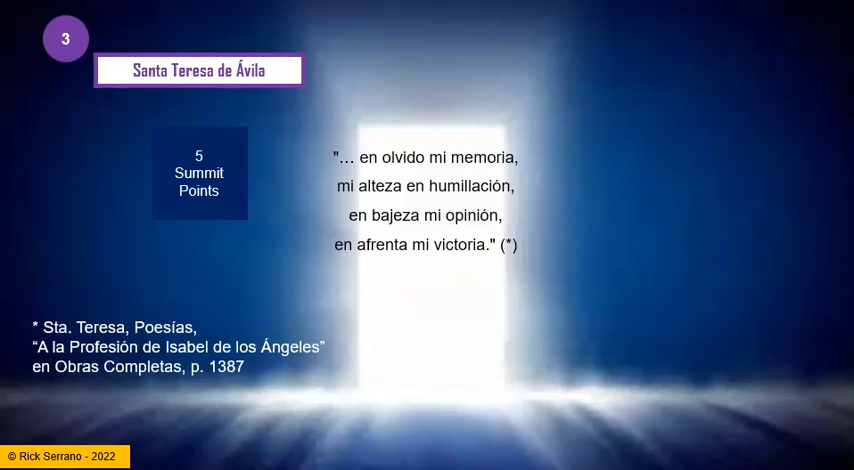 3
Santa Teresa de Ávila
5
Summit
Points
"... en olvido mi memoria,
mi alteza en humillación,
en bajeza mi opinión,
en afrenta mi victoria." (*)
* Sta. Teresa, Poesías,
“A la Profesión de Isabel de los Ángeles”
en Obras Completas, p. 1387
© Rick Serrano - 2022